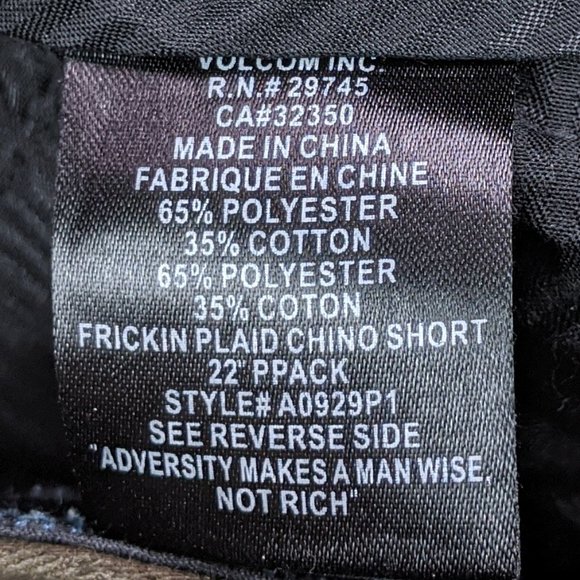 VOLCOM INC.
R.N.# 29745
CA#32350
MADE IN CHINA
FABRIQUE EN CHINE
65% POLYESTER
35% COTTON
65% POLYESTER
35% COTON
FRICKIN PLAID CHINO SHORT
22' PPACK
STYLE# A0929P1
SEE REVERSE SIDE
"ADVERSITY MAKES A MAN WISE,
NOT RICH"